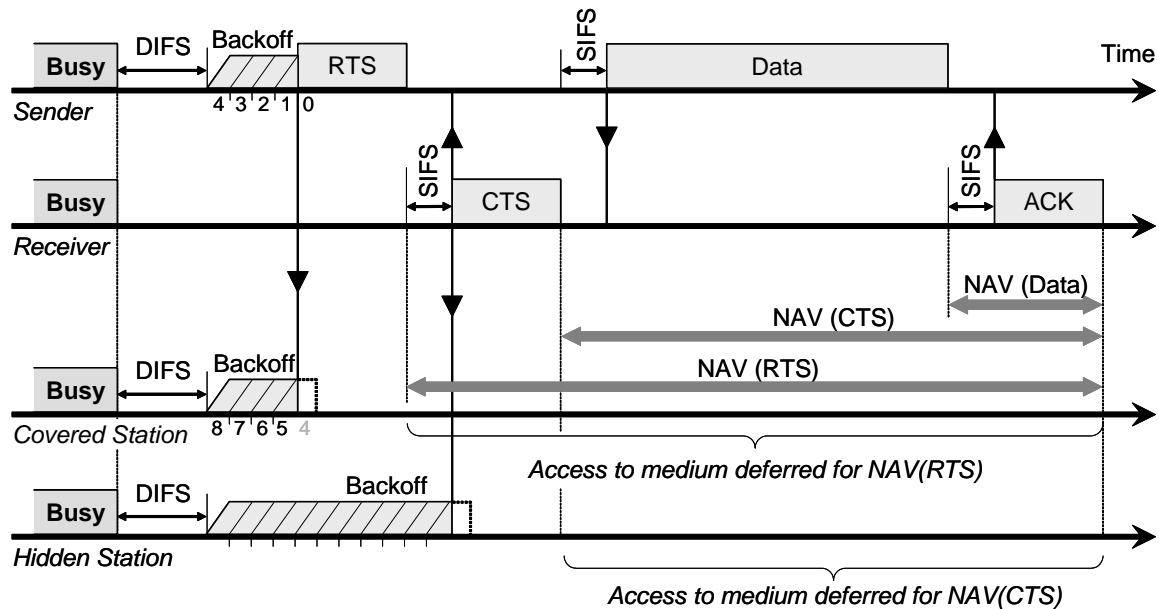 DIFS Backoff SIFS
Busy RTS Data Time
4 3 2 1 0
Sender
SIFS SIFS
Busy CTS ACK
Receiver
NAV (Data)
NAV (CTS)
DIFS Backoff NAV (RTS)
Busy
8 7 6 5 4
Covered Station
Access to medium deferred for NAV(RTS)
DIFS Backoff
Busy
Hidden Station
Access to medium deferred for NAV(CTS)